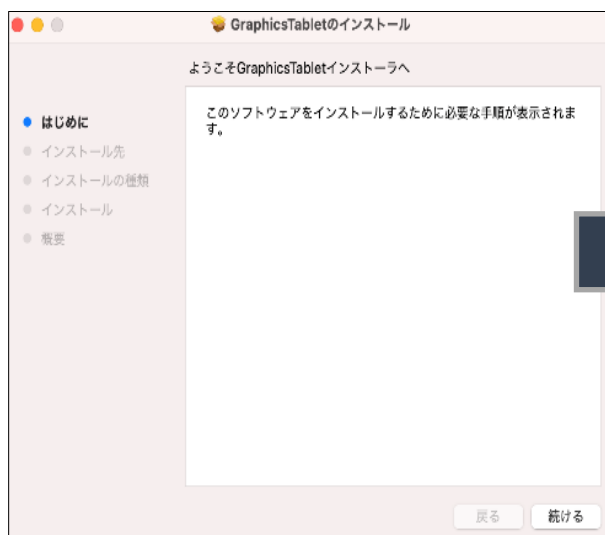 GraphicsTabletのインストール
ようこそGraphicsTabletインストーラへ
はじめに
インストール先
インストールの種類
インストール
概要
このソフトウェアをインストールするために必要な手順が表示されま
す。
戻る
続ける